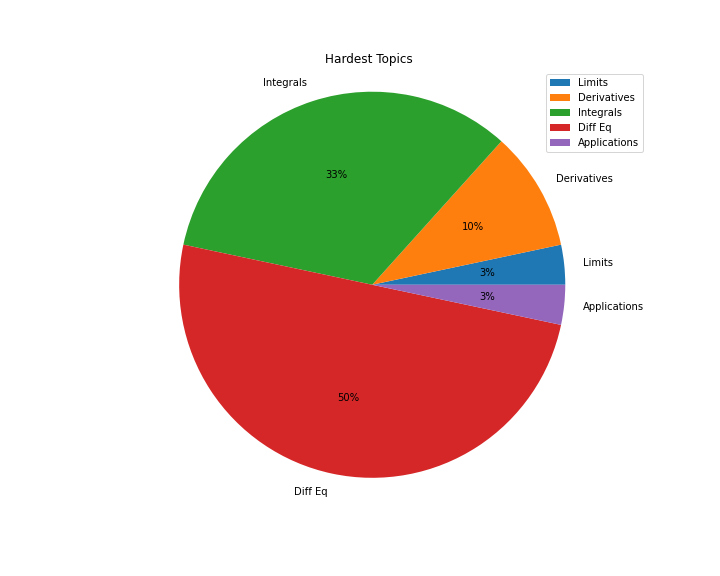 Hardest Topics
Integrals
Limits
Derivatives
Integrals
Diff Eq
Applications
33%
Derivatives
10%
Limits
3%
3%
Applications
50%
Diff Eq